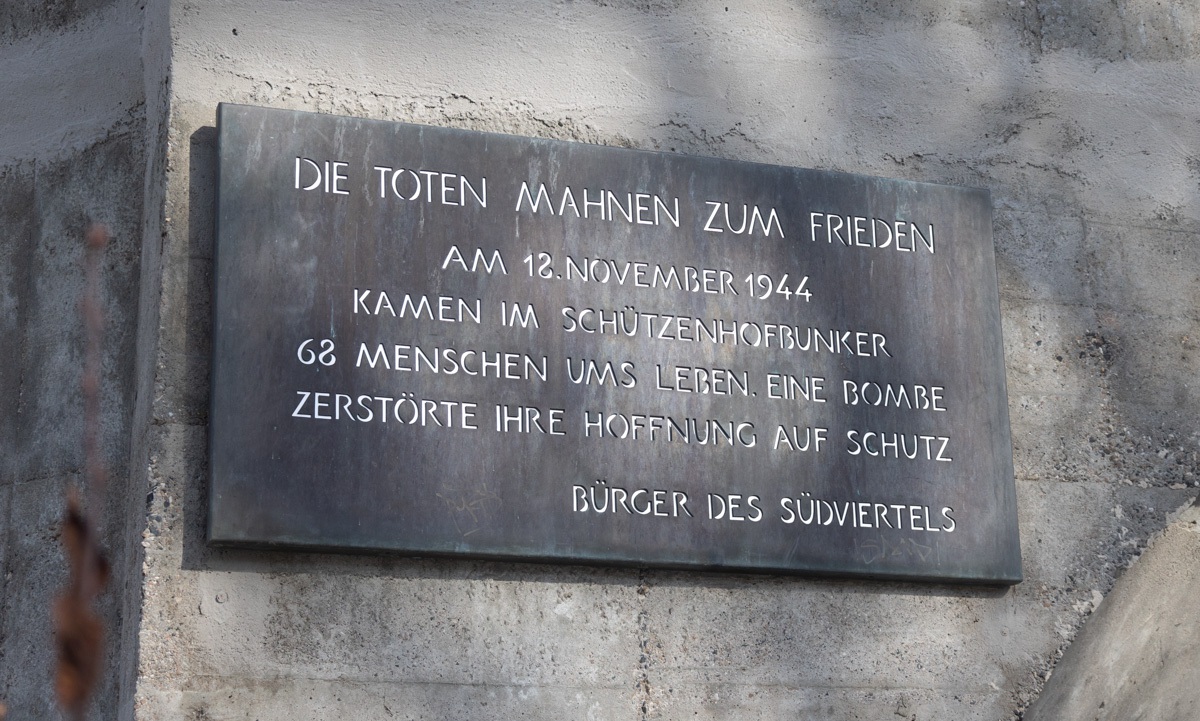 DIE TOTEN MAHNEN ZUM FRIEDEN
AM 18. NOVEMBER 1944
KAMEN IM SCHÜTZENHOFBUNKER
68 MENSCHEN UMS LEBEN. EINE BOMBE
ZERSTÖRTE IHRE HOFFNUNG AUF SCHUTZ
BÜRGER DES SÜDVIERTELS